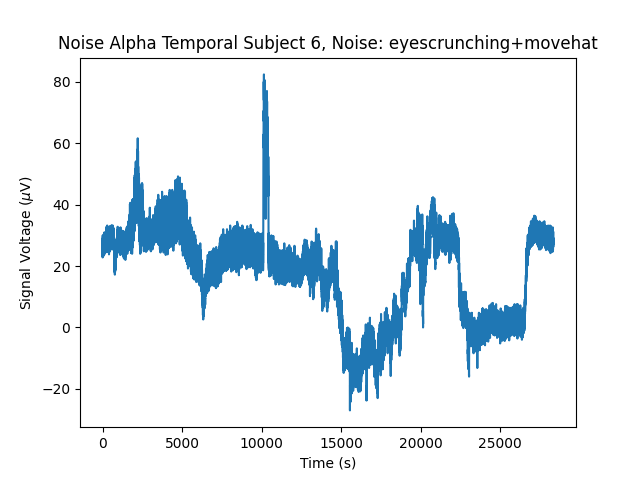 Noise Alpha Temporal Subject 6, Noise: eyescrunching+movehat
80
60
40
20
0
−20
Signal Voltage (μV)
0 5000 10000 15000 20000 25000
Time (s)